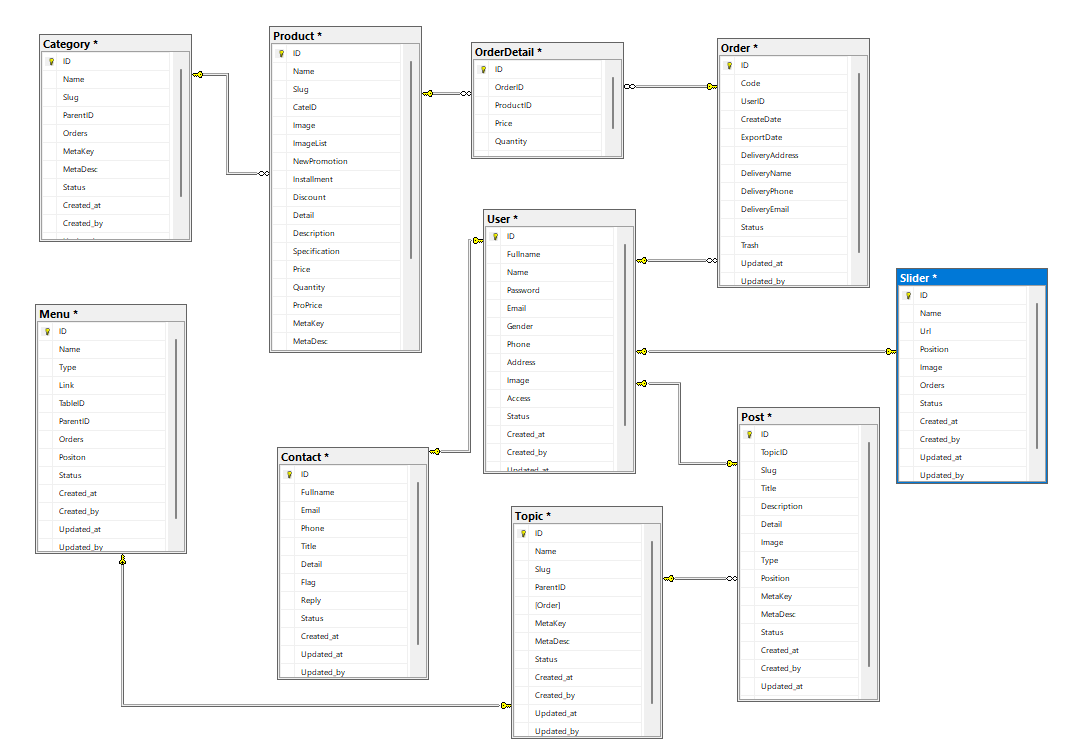 Category *
ID
Name
Slug
ParentID
Orders
MetaKey
MetaDesc
Status
Created_at
Created_by
Product *
ID
Name
Slug
CateID
Image
ImageList
NewPromotion
Installment
Discount
Detail
Description
Specification
Price
Quantity
ProPrice
MetaKey
MetaDesc
OrderDetail *
ID
OrderID
ProductID
Price
Quantity
Order *
ID
Code
UserID
CreateDate
ExportDate
DeliveryAddress
DeliveryName
DeliveryPhone
DeliveryEmail
Status
Trash
Updated_at
Updated_by
User *
ID
Fullname
Name
Password
Email
Gender
Phone
Address
Image
Access
Status
Created_at
Created_by
Updated_at
Slider *
ID
Name
Url
Position
Image
Orders
Status
Created_at
Created_by
Updated_at
Updated_by
Menu *
ID
Name
Type
Link
TableID
ParentID
Orders
Positon
Status
Created_at
Created_by
Updated_at
Updated_by
Contact *
ID
Fullname
Email
Phone
Title
Detail
Flag
Reply
Status
Created_at
Updated_at
Updated_by
Topic *
ID
Name
Slug
ParentID
[Order]
MetaKey
MetaDesc
Status
Created_at
Created_by
Updated_at
Updated_by
Post *
ID
TopicID
Slug
Title
Description
Detail
Image
Type
Position
MetaKey
MetaDesc
Status
Created_at
Created_by
Updated_at